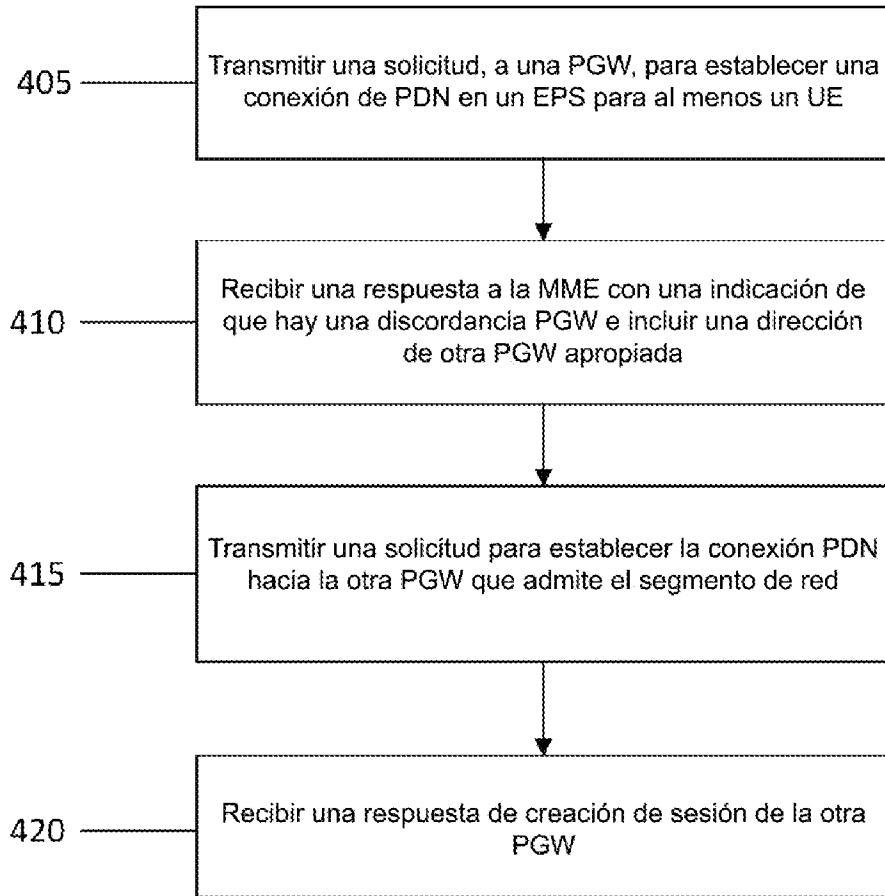 405
Transmitir una solicitud, a una PGW, para establecer una
conexión de PDN en un EPS para al menos un UE
410
Recibir una respuesta a la MME con una indicación de
que hay una discordancia PGW e incluir una dirección
de otra PGW apropiada
415
Transmitir una solicitud para establecer la conexión PDN
hacia la otra PGW que admite el segmento de red
420
Recibir una respuesta de creación de sesión de la otra
PGW